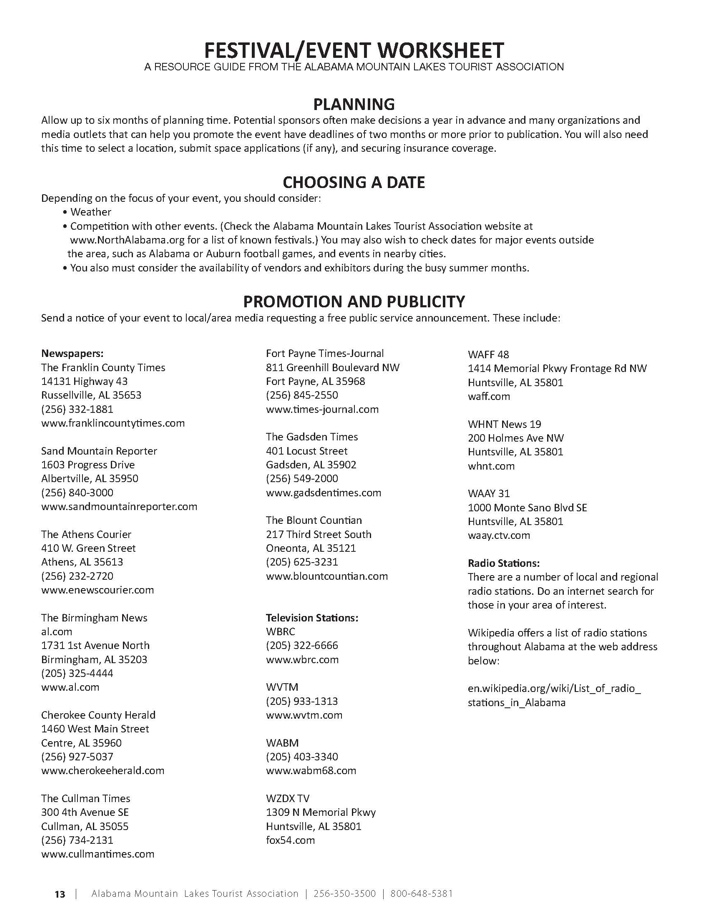 FESTIVAL/EVENT WORKSHEET
A RESOURCE GUIDE FROM THE ALABAMA MOUNTAIN LAKES TOURIST ASSOCIATION
PLANNING
Allow up to six months of planning time. Potential sponsors often make decisions a year in advance and many organizations and
media outlets that can help you promote the event have deadlines of two months or more prior to publication. You will also need
this time to select a location, submit space applications (if any), and securing insurance coverage.
CHOOSING A DATE
Depending on the focus of your event, you should consider:
• Weather
• Competition with other events. (Check the Alabama Mountain Lakes Tourist Association website at
www.NorthAlabama.org for a list of known festivals.) You may also wish to check dates for major events outside
the area, such as Alabama or Auburn football games, and events in nearby cities.
• You also must consider the availability of vendors and exhibitors during the busy summer months.
PROMOTION AND PUBLICITY
Send a notice of your event to local/area media requesting a free public service announcement. These include:
Newspapers:
The Franklin County Times
14131 Highway 43
Russellville, AL 35653
(256) 332-1881
www.franklincountytimes.com
Sand Mountain Reporter
1603 Progress Drive
Albertville, AL 35950
(256) 840-3000
www.sandmountainreporter.com
The Athens Courier
410 W. Green Street
Athens, AL 35613
(256) 232-2720
www.enewscourier.com
The Birmingham News
al.com
1731 1st Avenue North
Birmingham, AL 35203
(205) 325-4444
www.al.com
Cherokee County Herald
1460 West Main Street
Centre, AL 35960
(256) 927-5037
www.cherokeeherald.com
The Cullman Times
300 4th Avenue SE
Cullman, AL 35055
(256) 734-2131
www.cullmantimes.com
Fort Payne Times-Journal
811 Greenhill Boulevard NW
Fort Payne, AL 35968
(256) 845-2550
www.times-journal.com
The Gadsden Times
401 Locust Street
Gadsden, AL 35902
(256) 549-2000
www.gadsdentimes.com
The Blount Countian
217 Third Street South
Oneonta, AL 35121
(205) 625-3231
www.blountcountian.com
Television Stations:
WBRC
(205) 322-6666
www.wbrc.com
WVTM
(205) 933-1313
www.wvtm.com
WABM
(205) 403-3340
www.wabm68.com
WZDX TV
1309 N Memorial Pkwy
Huntsville, AL 35801
fox54.com
WAFF 48
1414 Memorial Pkwy Frontage Rd NW
Huntsville, AL 35801
waff.com
WHNT News 19
200 Holmes Ave NW
Huntsville, AL 35801
whnt.com
WAAY 31
1000 Monte Sano Blvd SE
Huntsville, AL 35801
waay.ctv.com
Radio Stations:
There are a number of local and regional
radio stations. Do an internet search for
those in your area of interest.
Wikipedia offers a list of radio stations
throughout Alabama at the web address
below:
en.wikipedia.org/wiki/List_of_radio_
stations_in_Alabama
13 | Alabama Mountain Lakes Tourist Association | 256-350-3500 | 800-648-5381